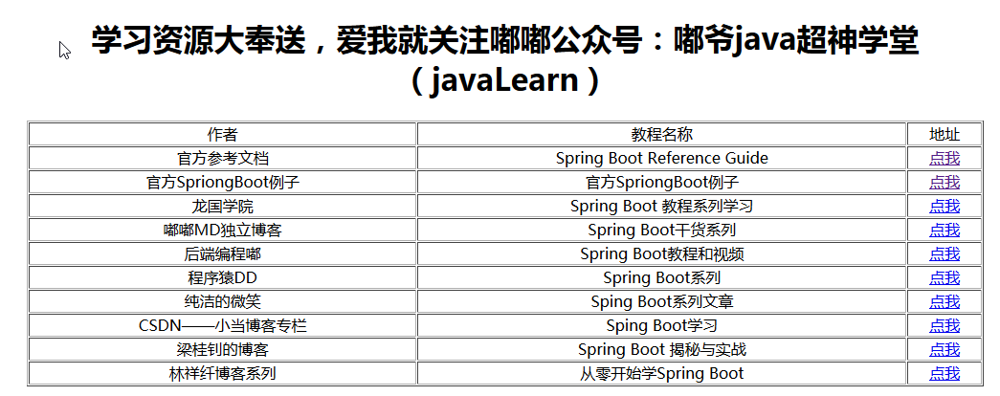 学习资源大奉送，爱我就关注嘟嘟公众号：嘟爷java超神学堂
（javaLearn）
作者 教程名称 地址
官方参考文档 Spring Boot Reference Guide 点我
官方SpriongBoot例子 官方SpriongBoot例子 点我
龙国学院 Spring Boot 教程系列学习 点我
嘟嘟MD独立博客 Spring Boot干货系列 点我
后端编程嘟 Spring Boot教程和视频 点我
程序猿DD Spring Boot系列 点我
纯洁的微笑 Sping Boot系列文章 点我
CSDN——小当博客专栏 Sping Boot学习 点我
梁桂钊的博客 Spring Boot 揭秘与实战 点我
林祥纤博客系列 从零开始学Spring Boot 点我